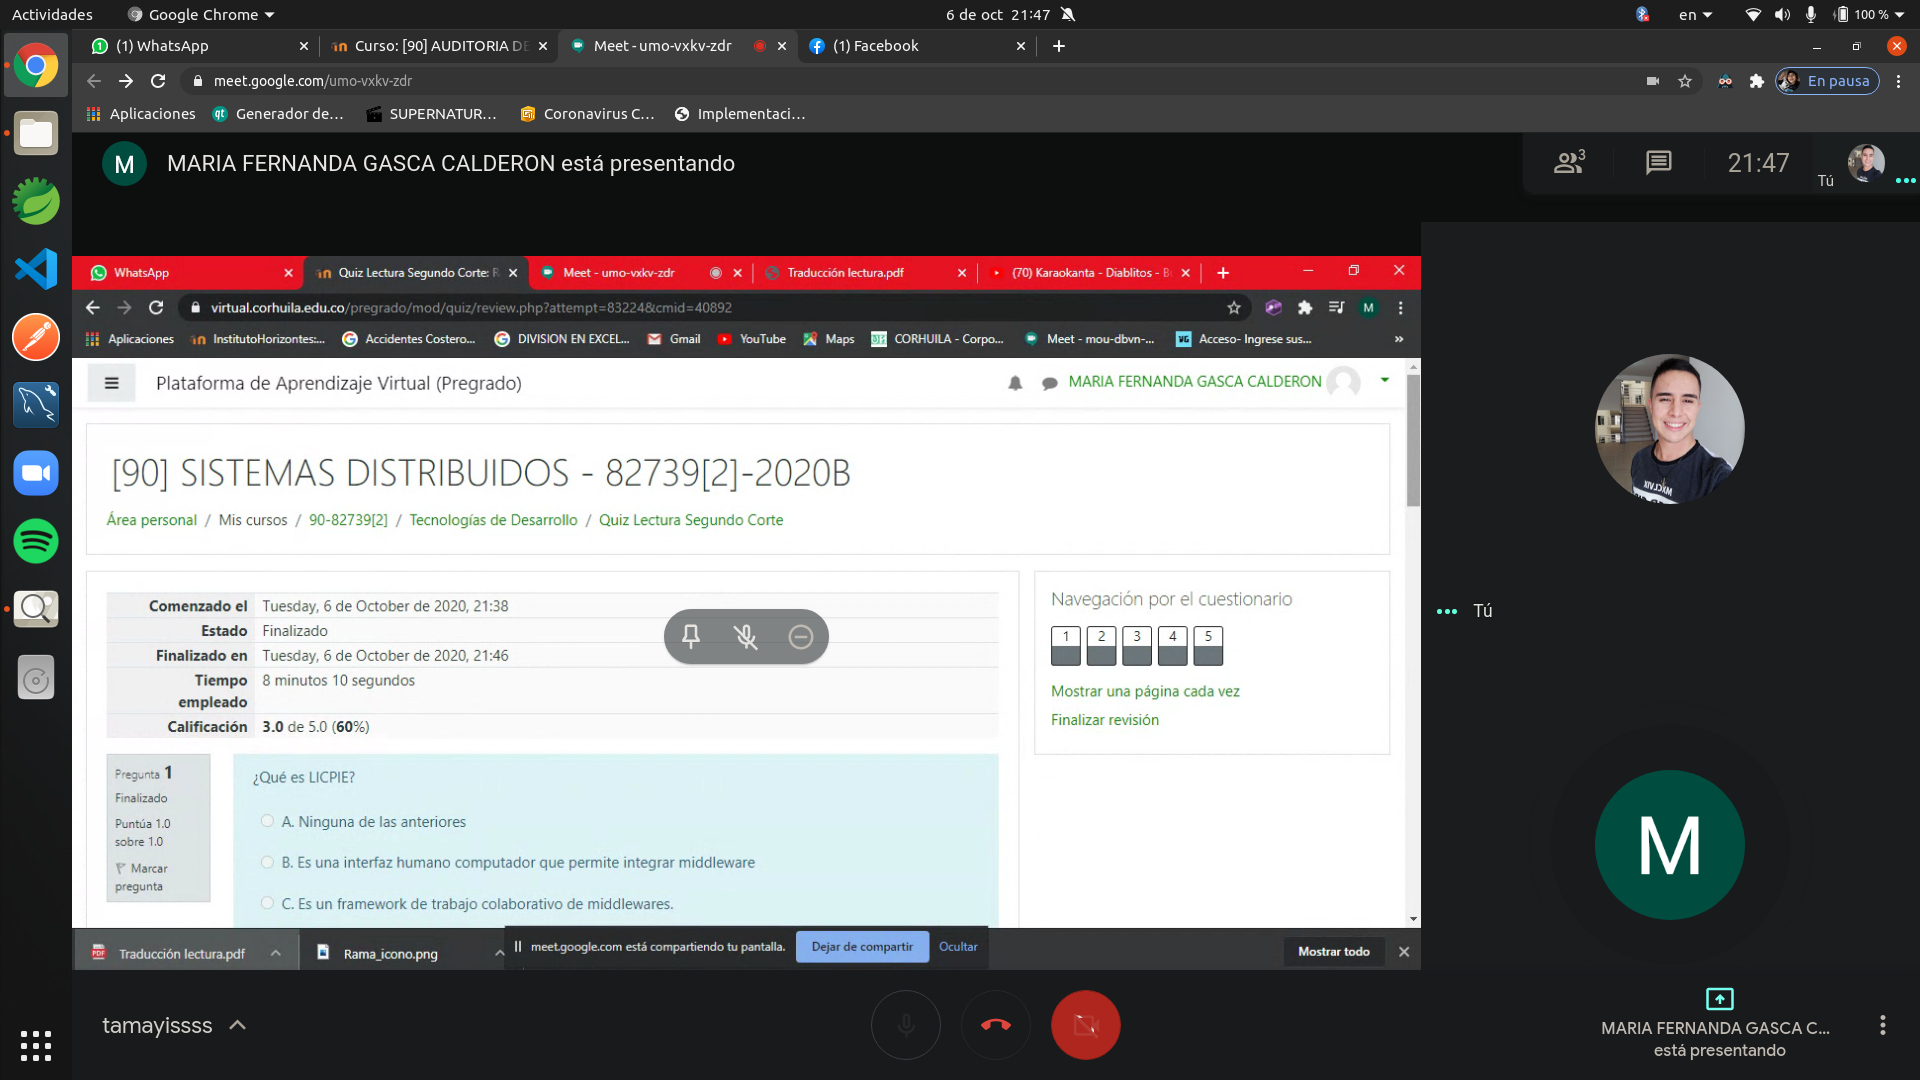 Actividades
Google Chrome
6 de oct 21:47
en
100 %
(1) WhatsApp
Curso: [90] AUDITORIA DE
Meet - umo-vxkv-zdr
(1) Facebook
meet.google.com/umo-vxkv-zdr
En pausa
Aplicaciones
Generador de...
SUPERNATUR...
Coronavirus C...
Implementaci...
M
MARIA FERNANDA GASCA CALDERON está presentando
3
21:47
Tú
WhatsApp
Quiz Lectura Segundo Corte: R
Meet - umo-vxkv-zdr
Traducción lectura.pdf
(70) Karaokanta - Diablitos - B
virtual.corhuila.edu.co/pregrado/mod/quiz/review.php?attempt=83224&cmid=40892
M
Aplicaciones
InstitutoHorizontes:...
Accidentes Costero...
DIVISION EN EXCEL...
Gmail
YouTube
Maps
CORHUILA - Corpo...
Meet - mou-dbvn-...
Acceso- Ingrese sus...
»
Plataforma de Aprendizaje Virtual (Pregrado)
MARIA FERNANDA GASCA CALDERON
[90] SISTEMAS DISTRIBUIDOS - 82739[2]-2020B
Área personal / Mis cursos / 90-82739[2] / Tecnologías de Desarrollo / Quiz Lectura Segundo Corte
Comenzado el Tuesday, 6 de October de 2020, 21:38
Estado Finalizado
Finalizado en Tuesday, 6 de October de 2020, 21:46
Tiempo empleado 8 minutos 10 segundos
Calificación 3.0 de 5.0 (60%)
Navegación por el cuestionario
1 2 3 4 5
Mostrar una página cada vez
Finalizar revisión
Pregunta 1
Finalizado
Puntúa 1.0
sobre 1.0
Marcar
pregunta
¿Qué es LICPIE?
A. Ninguna de las anteriores
B. Es una interfaz humano computador que permite integrar middleware
C. Es un framework de trabajo colaborativo de middlewares.
Tú
M
Traducción lectura.pdf
Rama_icono.png
meet.google.com está compartiendo tu pantalla.
Dejar de compartir
Ocultar
Mostrar todo
tamayissss
MARIA FERNANDA GASCA C...
está presentando